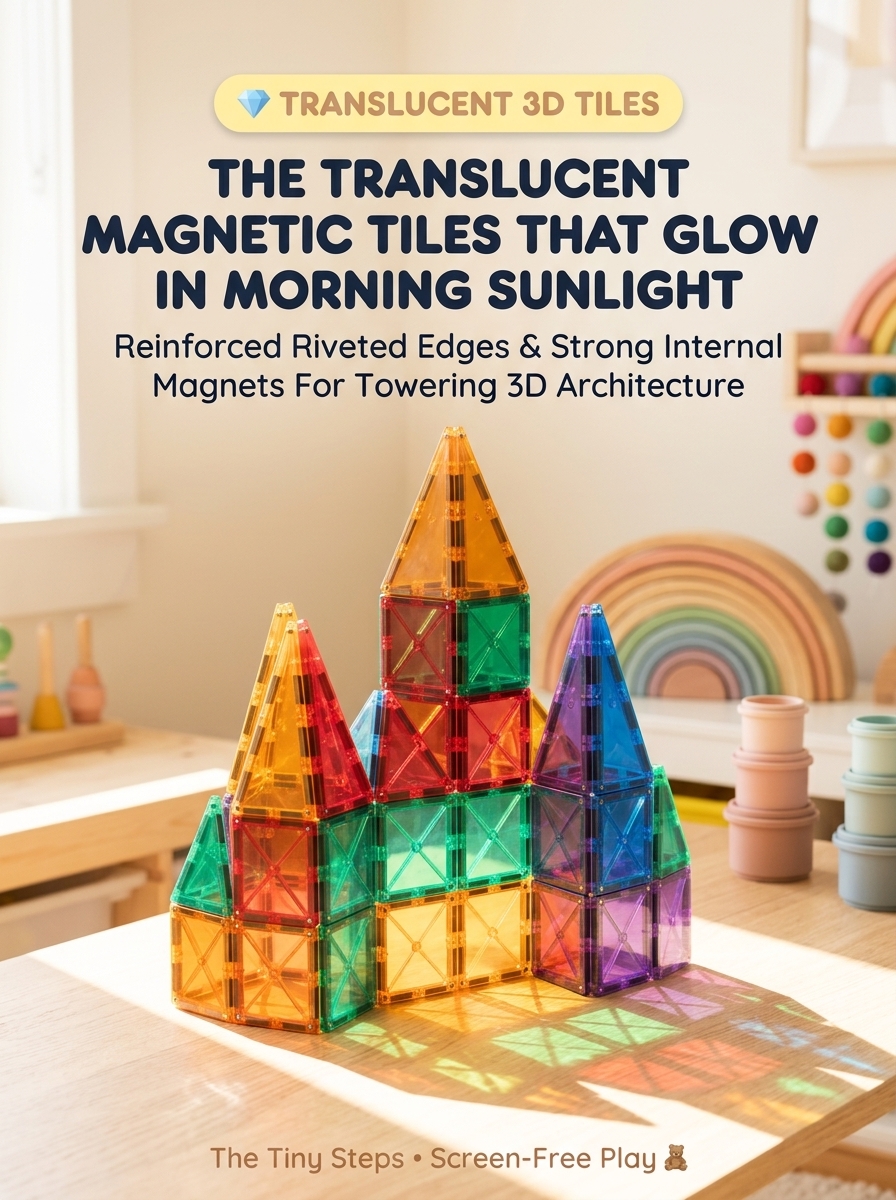 💎 TRANSLUCENT 3D TILES
THE TRANSLUCENT
MAGNETIC TILES THAT GLOW
IN MORNING SUNLIGHT
Reinforced Riveted Edges & Strong Internal
Magnets For Towering 3D Architecture
The Tiny Steps • Screen-Free Play 🧸